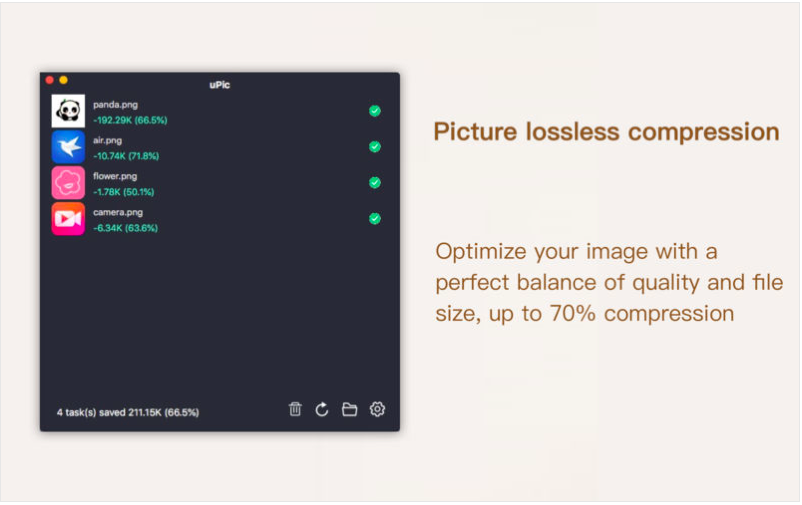 uPic
panda.png
-192.29K (66.5%)
air.png
-10.74K (71.8%)
flower.png
-1.78K (50.1%)
camera.png
-6.34K (63.6%)
4 task(s) saved 211.15K (66.5%)
Picture lossless compression
Optimize your image with a
perfect balance of quality and file
size, up to 70% compression